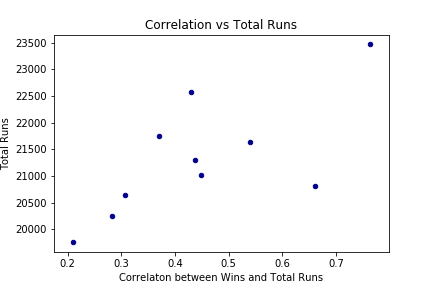 Correlation vs Total Runs
Total Runs
23500
23000
22500
22000
21500
21000
20500
20000
0.2 0.3 0.4 0.5 0.6 0.7
Correlaton between Wins and Total Runs